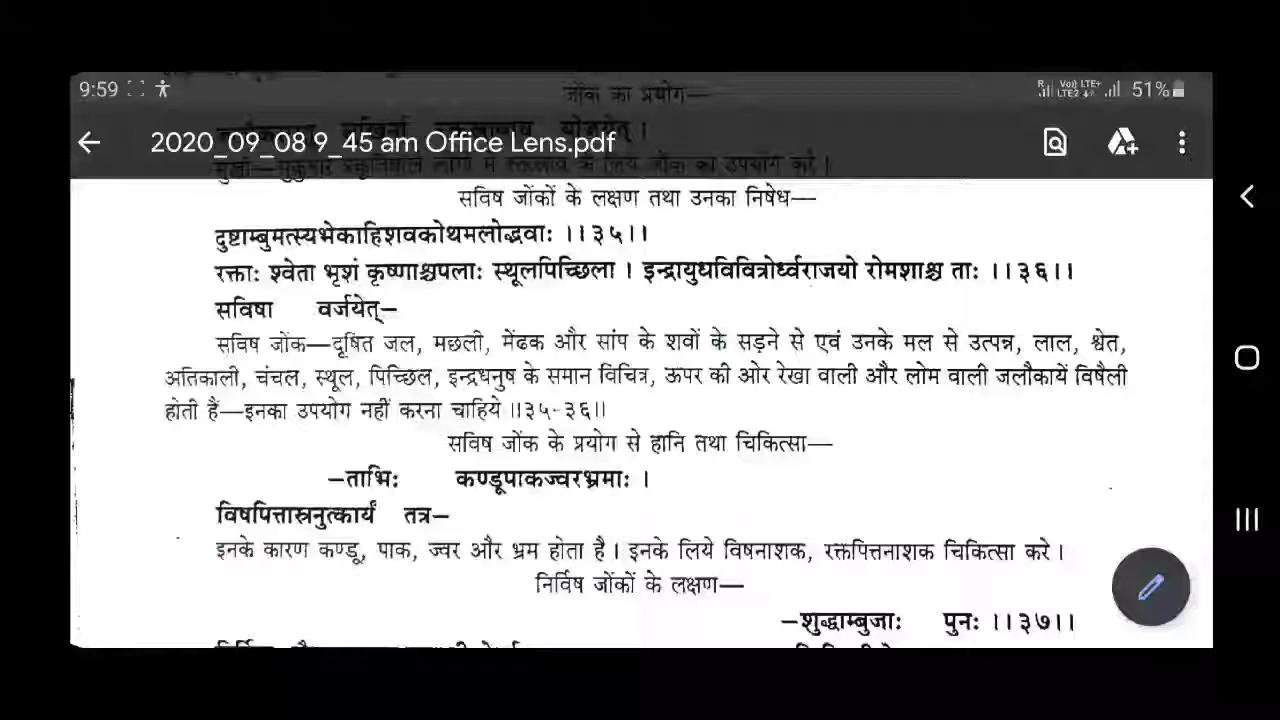 9:59
51%
जोंक का प्रयोग—
2020_09_08 9_45 am Office Lens.pdf
सविष जोंकों के लक्षण तथा उनका निषेध—
दुष्टाम्बुमत्स्यभेकाहिशवकोथमलोद्भवाः ।।३५।।
रक्ताः श्वेता भृशं कृष्णाश्चपलाः स्थूलपिच्छिला । इन्द्रायुधविवित्रोर्ध्वराजयो रोमशाश्च ताः ।।३६।।
सविषा वर्जयेत्–
सविष जोंक—दूषित जल, मछली, मेंढक और सांप के शवों के सड़ने से एवं उनके मल से उत्पन्न, लाल, श्वेत,
अतिकाली, चंचल, स्थूल, पिच्छिल, इन्द्रधनुष के समान विचित्र, ऊपर की ओर रेखा वाली और लोम वाली जलौकायें विषैली
होती हैं—इनका उपयोग नहीं करना चाहिये ।।३५-३६।।
सविष जोंक के प्रयोग से हानि तथा चिकित्सा—
–ताभिः कण्डूपाकज्वरभ्रमाः ।
विषपित्तास्रनुत्कार्यं तत्र–
इनके कारण कण्डू, पाक, ज्वर और भ्रम होता है । इनके लिये विषनाशक, रक्तपित्तनाशक चिकित्सा करे ।
निर्विष जोंकों के लक्षण—
–शुद्धाम्बुजाः पुनः ।।३७।।